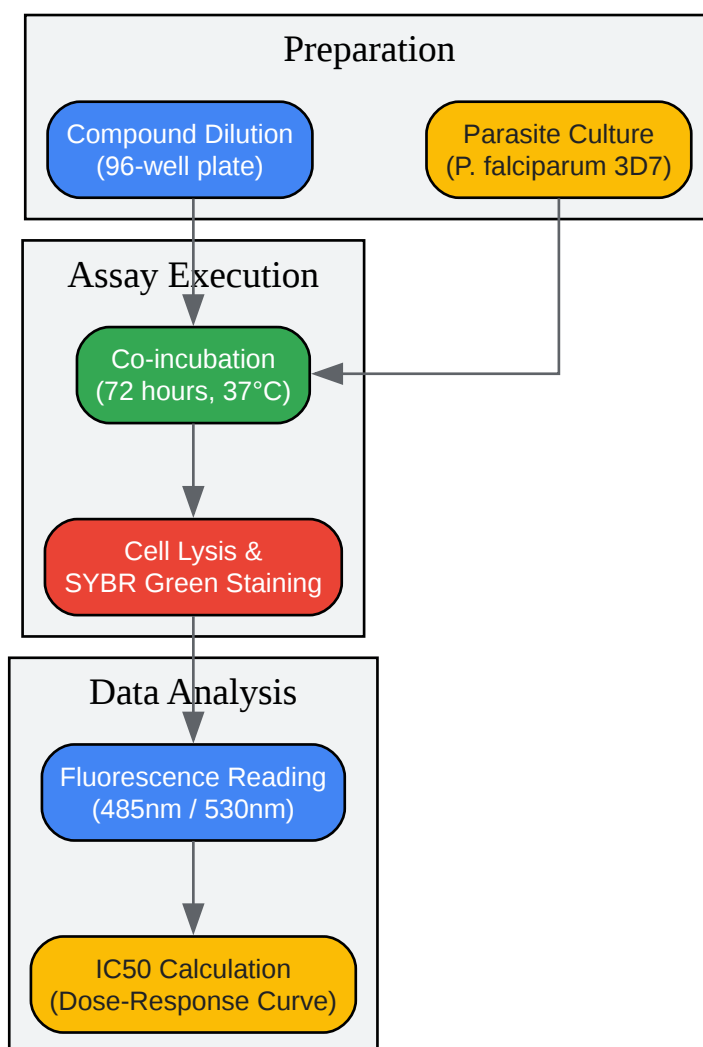 Preparation
Compound Dilution
(96-well plate)
Parasite Culture
(P. falciparum 3D7)
Assay Execution
Co-incubation
(72 hours, 37°C)
Cell Lysis &
SYBR Green Staining
Data Analysis
Fluorescence Reading
(485nm / 530nm)
IC50 Calculation
(Dose-Response Curve)